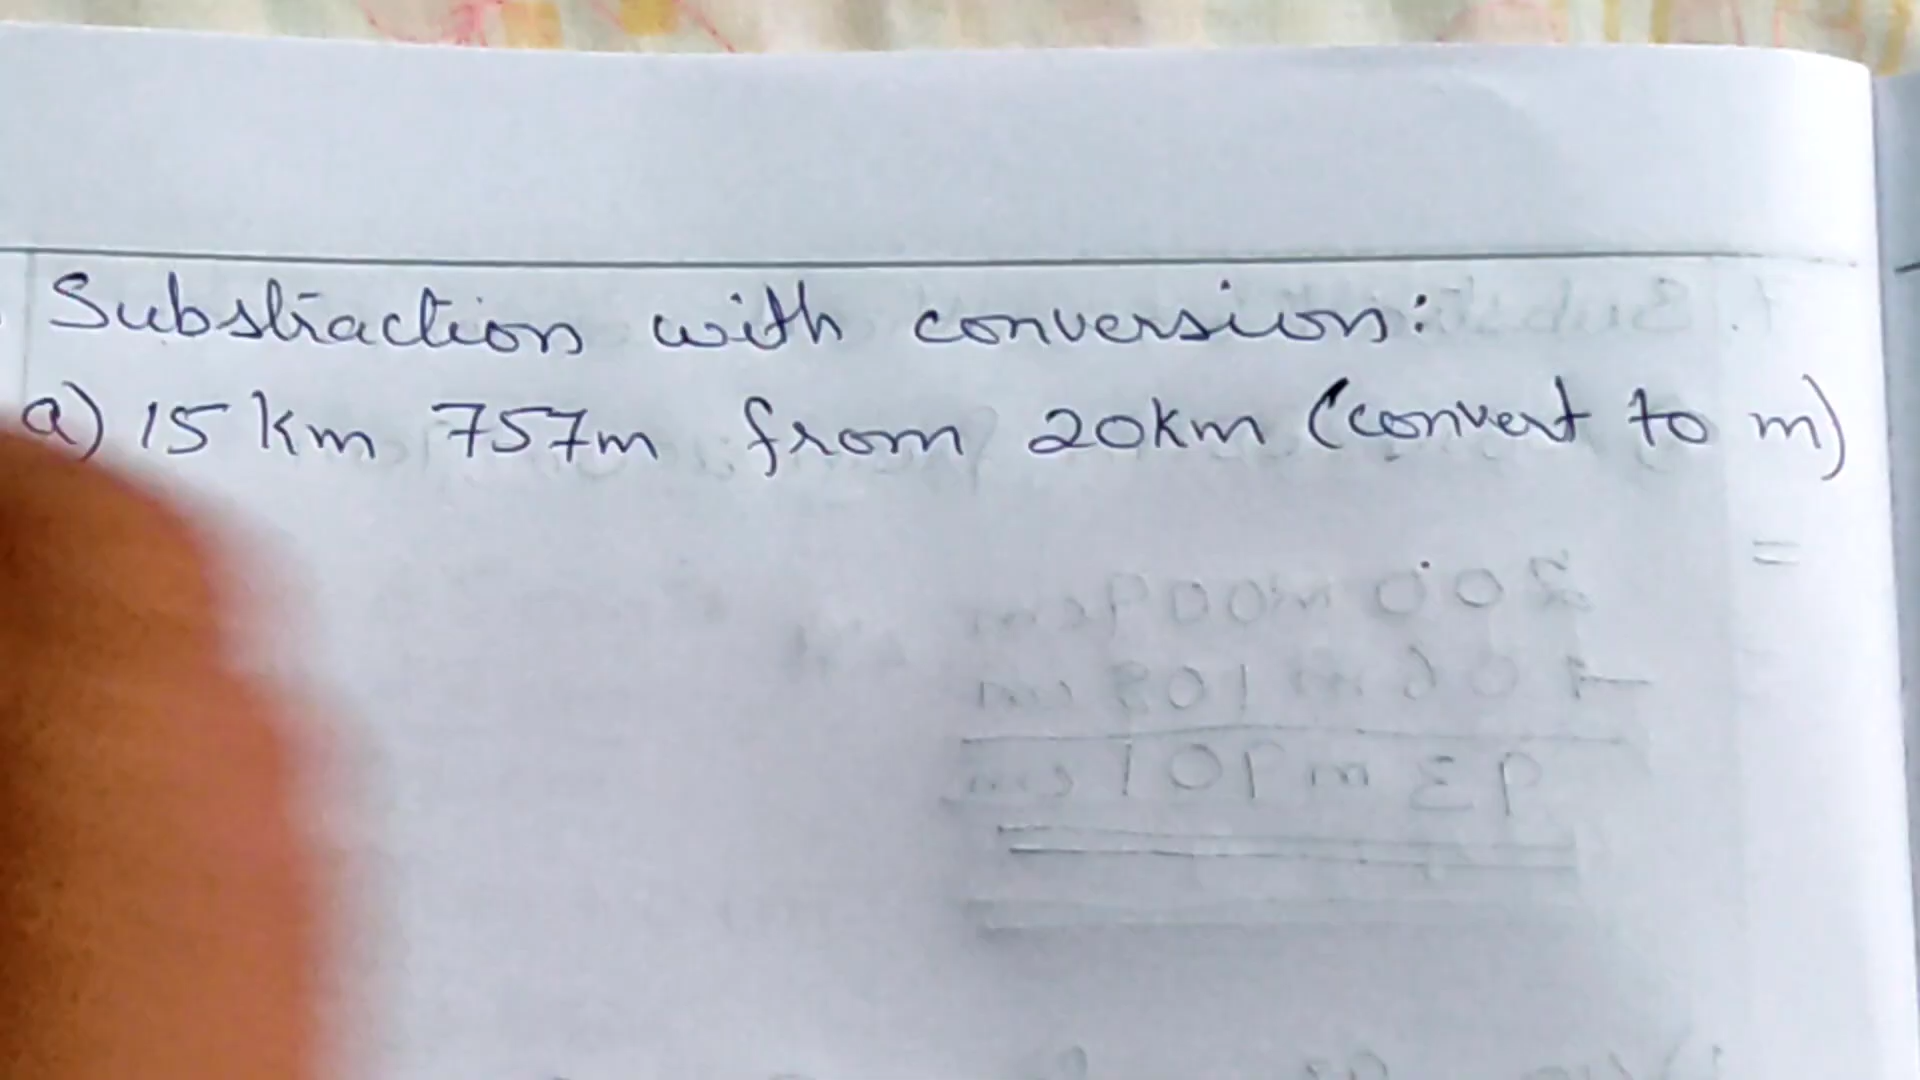 Substraction with conversion:
a) 15 km 757m from 20km (convert to m)